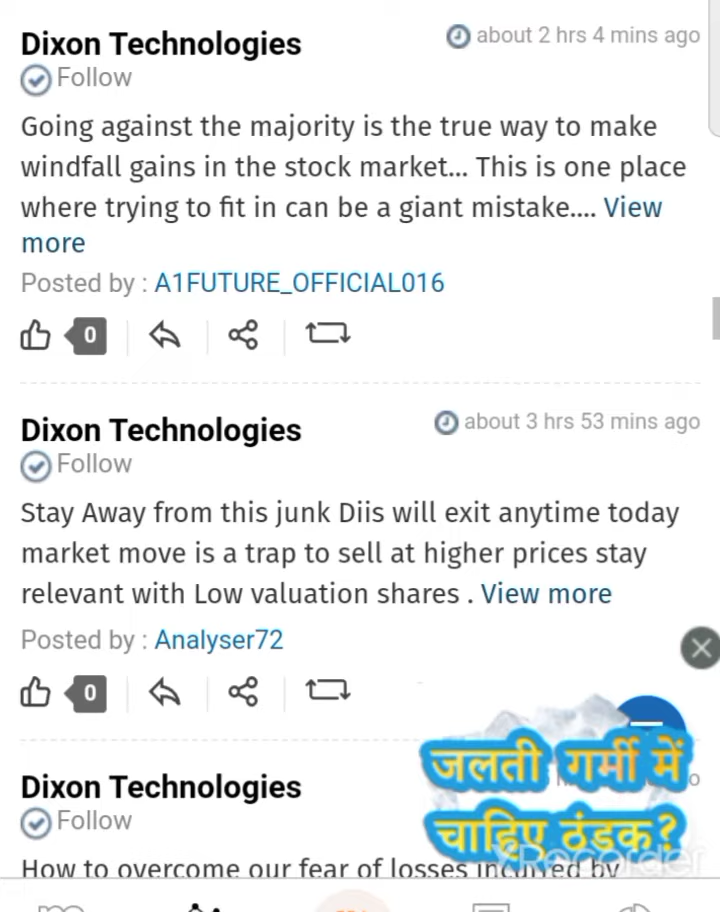 Dixon Technologies
about 2 hrs 4 mins ago
Follow
Going against the majority is the true way to make
windfall gains in the stock market... This is one place
where trying to fit in can be a giant mistake.... View
more
Posted by : A1FUTURE_OFFICIAL016
0
Dixon Technologies
about 3 hrs 53 mins ago
Follow
Stay Away from this junk Diis will exit anytime today
market move is a trap to sell at higher prices stay
relevant with Low valuation shares . View more
Posted by : Analyser72
0
Dixon Technologies
Follow
How to overcome our fear of losses incurred by
जलती गर्मी में
चाहिए ठंडक?
XRecorder